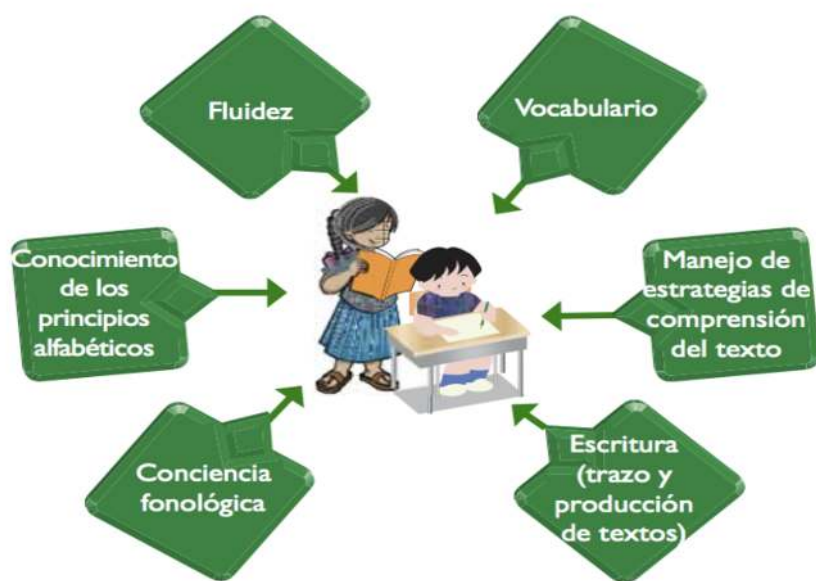 Fluidez
Vocabulario
Conocimiento
de los
principios
alfabéticos
Manejo de
estrategias de
comprensión
del texto
Conciencia
fonológica
Escritura
(trazo y
producción
de textos)